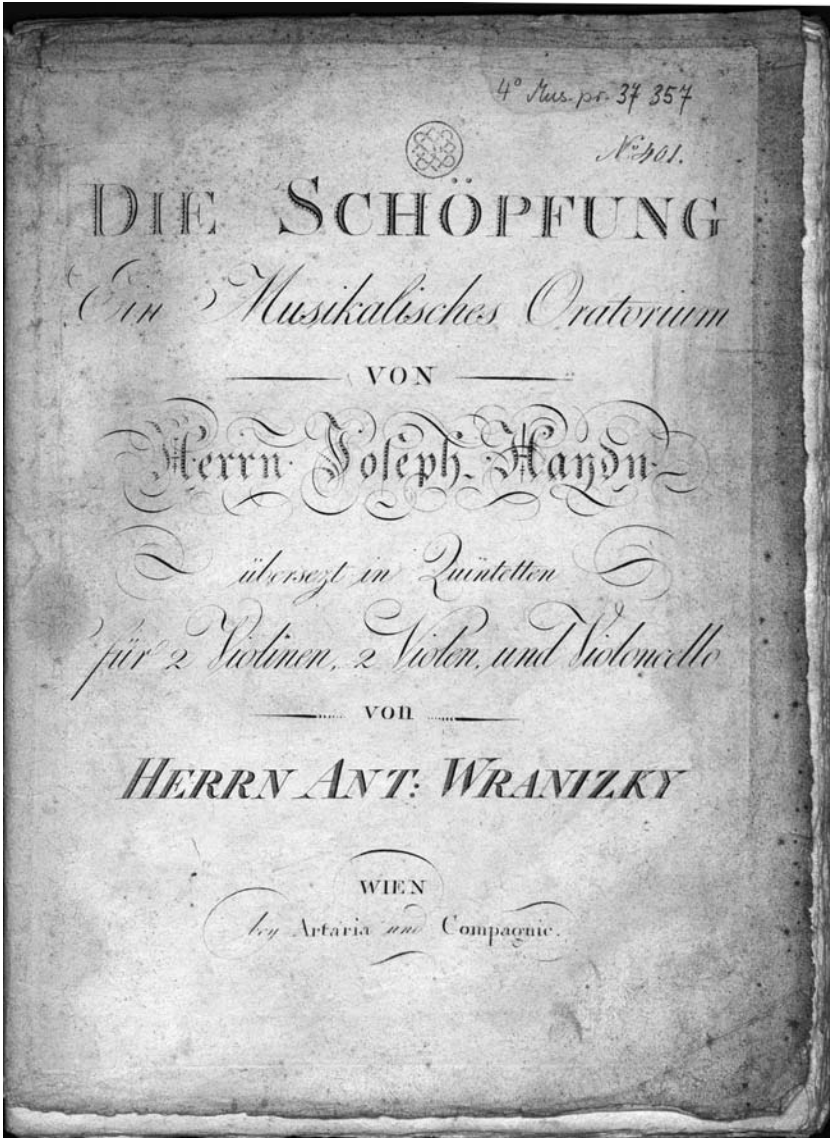 4° Mus. pr. 37 357
No 401.
DIE SCHÖPFUNG
Ein Musikalisches Oratorium
VON
Herrn Joseph Haydn
übersezt in Quintetten
für 2 Violinen, 2 Violen, und Violoncello
von
HERRN ANT: WRANIZKY
WIEN
bey Artaria und Compagnie.